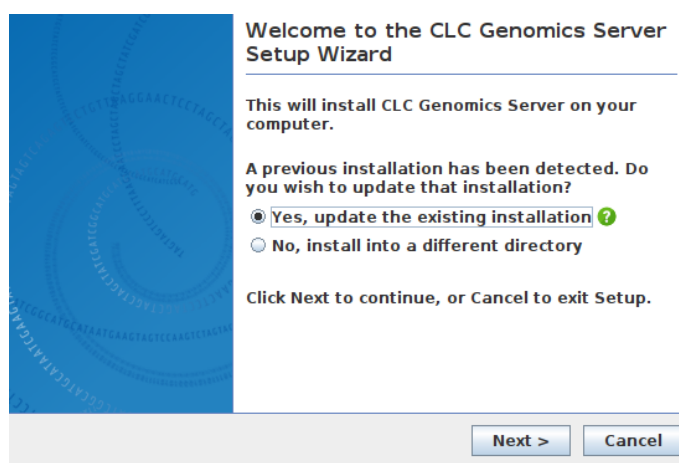 Welcome to the CLC Genomics Server
Setup Wizard
This will install CLC Genomics Server on your
computer.
A previous installation has been detected. Do
you wish to update that installation?
Yes, update the existing installation ?
No, install into a different directory
Click Next to continue, or Cancel to exit Setup.
Next >
Cancel